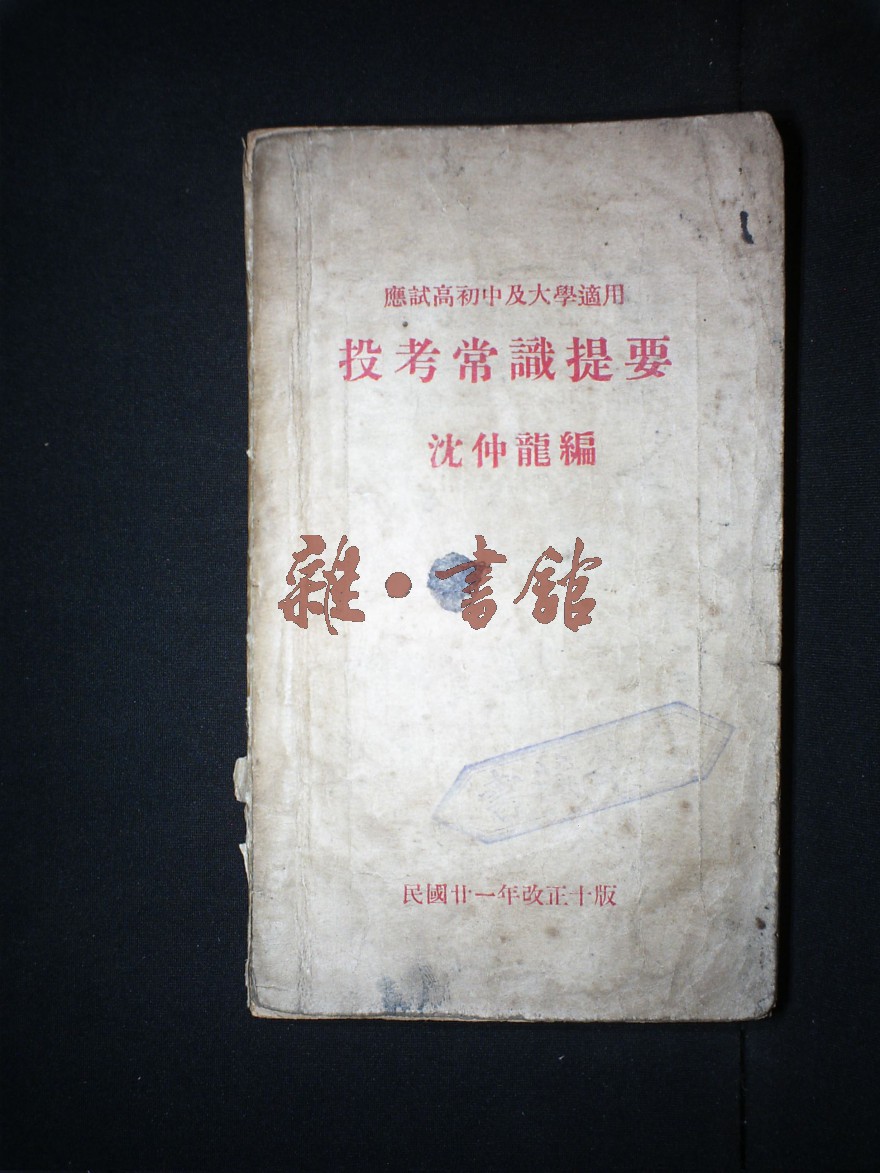 應試高初中及大學適用
投考常識提要
沈仲龍編
雜·書館
民國廿一年改正十版